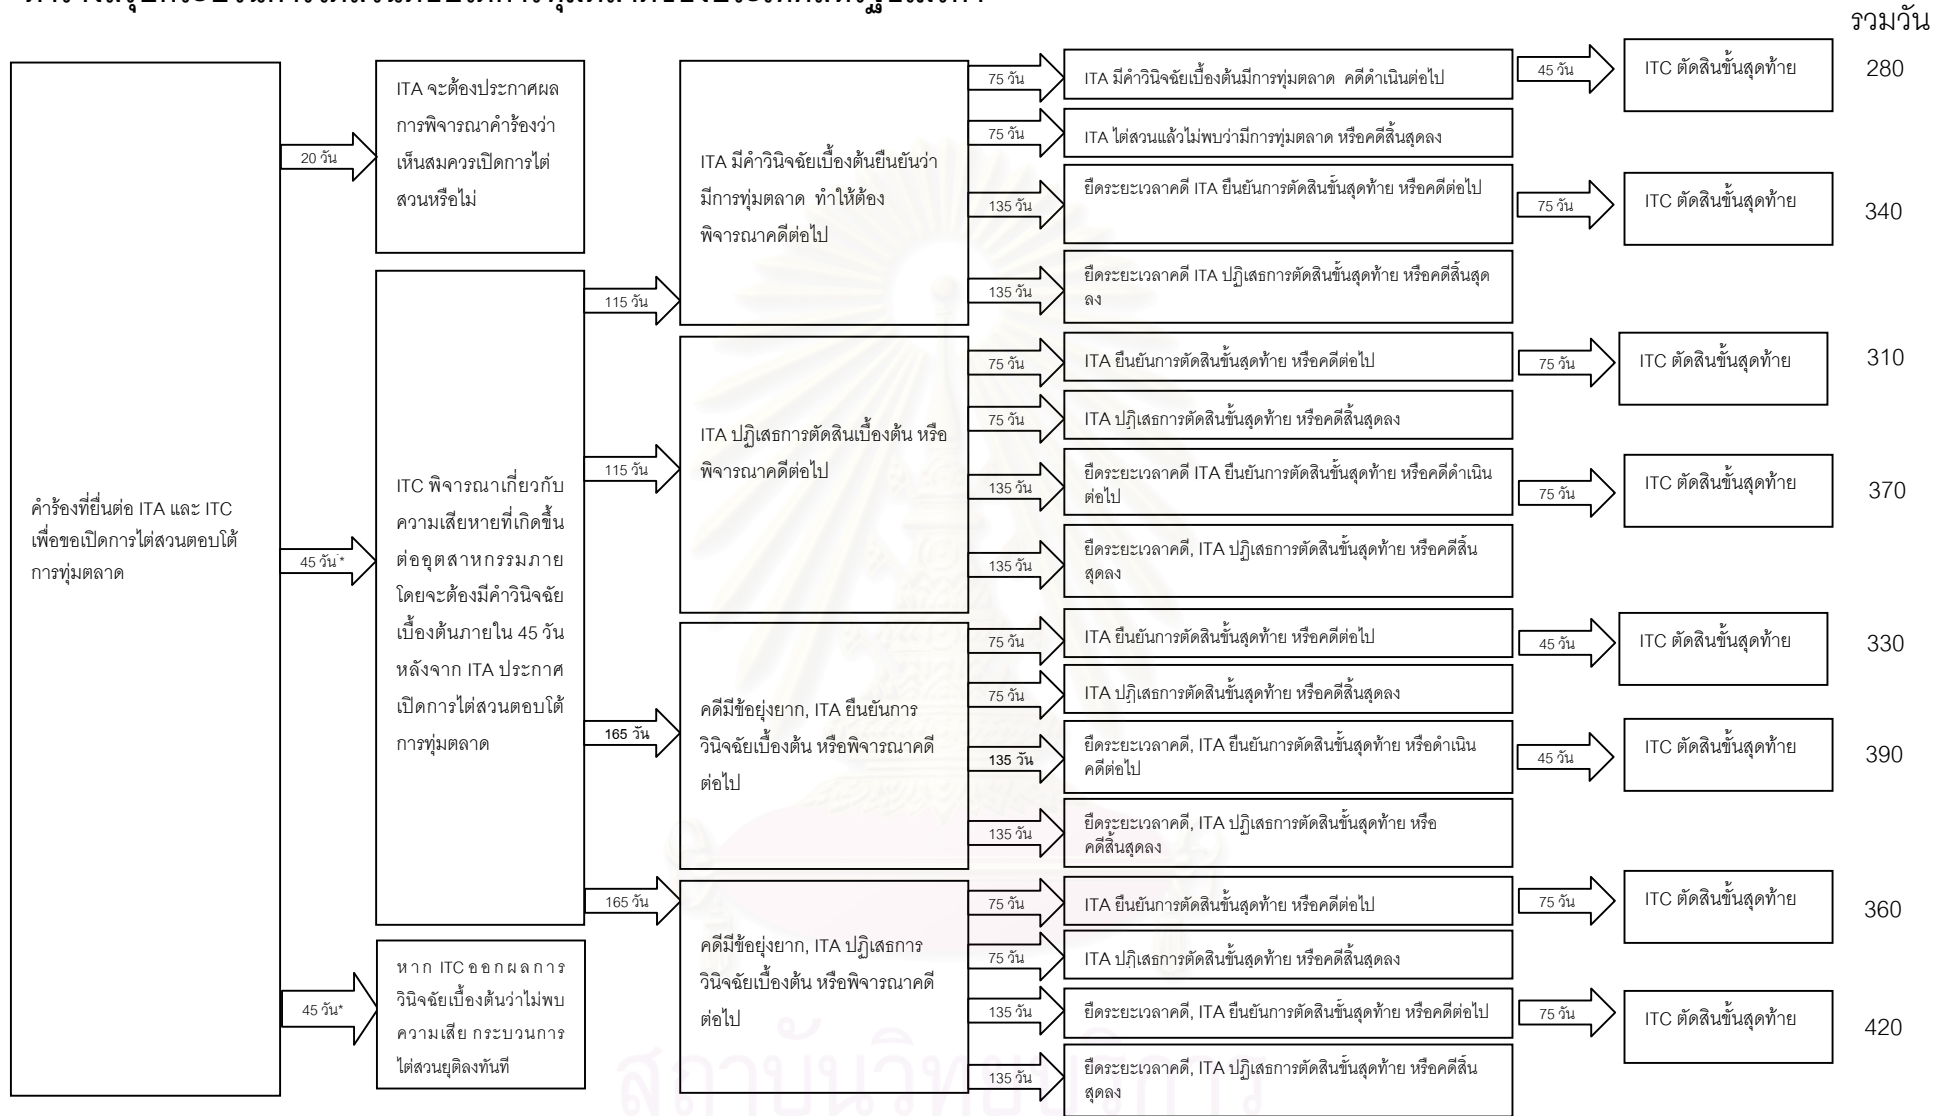 รวมวัน
คำร้องที่ยื่นต่อ ITA และ ITC
เพื่อขอเปิดการไต่สวนตอบโต้
การทุ่มตลาด
20 วัน
45 วัน*
45 วัน*
ITA จะต้องประกาศผล
การพิจารณาคำร้องว่า
เห็นสมควรเปิดการไต่
สวนหรือไม่
ITC พิจารณาเกี่ยวกับ
ความเสียหายที่เกิดขึ้น
ต่ออุตสาหกรรมภาย
โดยจะต้องมีคำวินิจฉัย
เบื้องต้นภายใน 45 วัน
หลังจาก ITA ประกาศ
เปิดการไต่สวนตอบโต้
การทุ่มตลาด
หาก ITC ออกผลการ
วินิจฉัยเบื้องต้นว่าไม่พบ
ความเสีย กระบวนการ
ไต่สวนยุติลงทันที
115 วัน
115 วัน
165 วัน
165 วัน
ITA มีคำวินิจฉัยเบื้องต้นยืนยันว่า
มีการทุ่มตลาด ทำให้ต้อง
พิจารณาคดีต่อไป
75 วัน
ITA มีคำวินิจฉัยเบื้องต้นมีการทุ่มตลาด คดีดำเนินต่อไป
45 วัน
ITC ตัดสินขั้นสุดท้าย
280
75 วัน
ITA ไต่สวนแล้วไม่พบว่ามีการทุ่มตลาด หรือคดีสิ้นสุดลง
135 วัน
ยืดระยะเวลาคดี ITA ยืนยันการตัดสินขั้นสุดท้าย หรือคดีต่อไป
75 วัน
ITC ตัดสินขั้นสุดท้าย
340
135 วัน
ยืดระยะเวลาคดี ITA ปฏิเสธการตัดสินขั้นสุดท้าย หรือคดีสิ้นสุด
ลง
ITA ปฏิเสธการตัดสินเบื้องต้น หรือ
พิจารณาคดีต่อไป
75 วัน
ITA ยืนยันการตัดสินขั้นสุดท้าย หรือคดีต่อไป
75 วัน
ITC ตัดสินขั้นสุดท้าย
310
75 วัน
ITA ปฏิเสธการตัดสินขั้นสุดท้าย หรือคดีสิ้นสุดลง
135 วัน
ยืดระยะเวลาคดี ITA ยืนยันการตัดสินขั้นสุดท้าย หรือคดีดำเนิน
ต่อไป
75 วัน
ITC ตัดสินขั้นสุดท้าย
370
135 วัน
ยืดระยะเวลาคดี, ITA ปฏิเสธการตัดสินขั้นสุดท้าย หรือคดีสิ้น
สุดลง
คดีมีข้อยุ่งยาก, ITA ยืนยันการ
วินิจฉัยเบื้องต้น หรือพิจารณาคดี
ต่อไป
75 วัน
ITA ยืนยันการตัดสินขั้นสุดท้าย หรือคดีต่อไป
45 วัน
ITC ตัดสินขั้นสุดท้าย
330
75 วัน
ITA ปฏิเสธการตัดสินขั้นสุดท้าย หรือคดีสิ้นสุดลง
135 วัน
ยืดระยะเวลาคดี, ITA ยืนยันการตัดสินขั้นสุดท้าย หรือดำเนิน
คดีต่อไป
45 วัน
ITC ตัดสินขั้นสุดท้าย
390
135 วัน
ยืดระยะเวลาคดี, ITA ปฏิเสธการตัดสินขั้นสุดท้าย หรือ
คดีสิ้นสุดลง
คดีมีข้อยุ่งยาก, ITA ปฏิเสธการ
วินิจฉัยเบื้องต้น หรือพิจารณาคดี
ต่อไป
75 วัน
ITA ยืนยันการตัดสินขั้นสุดท้าย หรือคดีต่อไป
75 วัน
ITC ตัดสินขั้นสุดท้าย
360
75 วัน
ITA ปฏิเสธการตัดสินขั้นสุดท้าย หรือคดีสิ้นสุดลง
135 วัน
ยืดระยะเวลาคดี, ITA ยืนยันการตัดสินขั้นสุดท้าย หรือคดีต่อไป
75 วัน
ITC ตัดสินขั้นสุดท้าย
420
135 วัน
ยืดระยะเวลาคดี, ITA ปฏิเสธการตัดสินขั้นสุดท้าย หรือคดีสิ้น
สุดลง
สถาบันวิทยบริการ